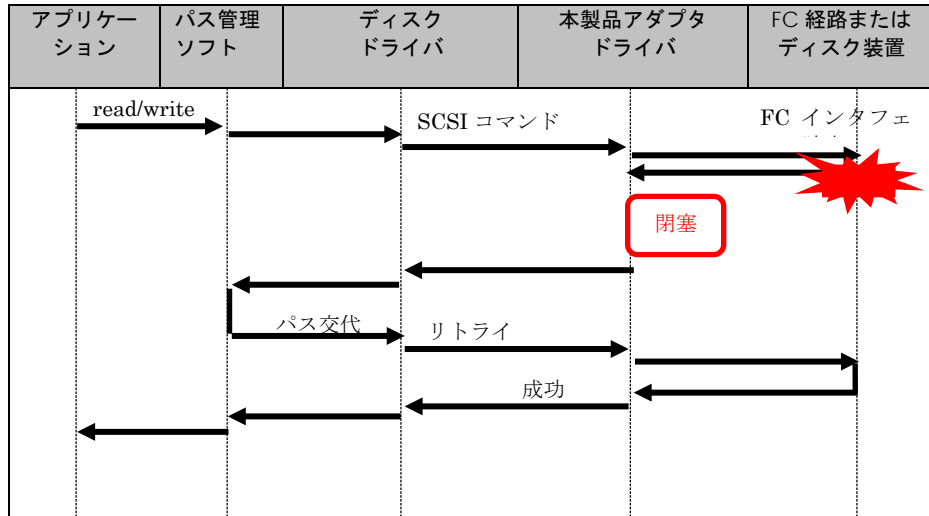 アプリケー
ション
パス管理
ソフト
ディスク
ドライバ
本製品アダプタ
ドライバ
FC 経路または
ディスク装置
read/write
SCSI コマンド
FC インタフェ
閉塞
パス交代
リトライ
成功